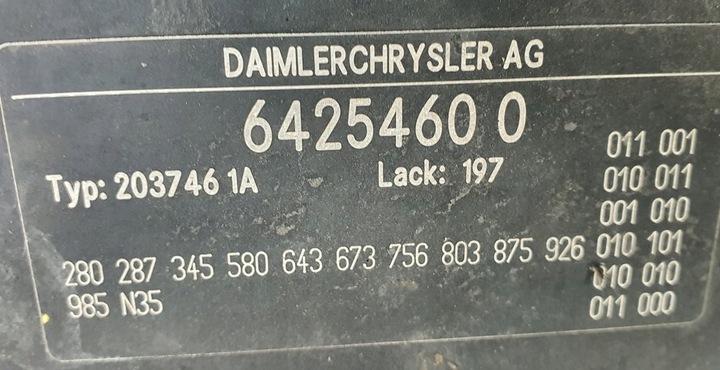 DAIMLERCHRYSLER AG
6425460 0
Typ: 203746 1A Lack: 197
280 287 345 580 643 673 756 803 875 926
985 N35
011 001
010 011
001 010
010 101
010 010
011 000